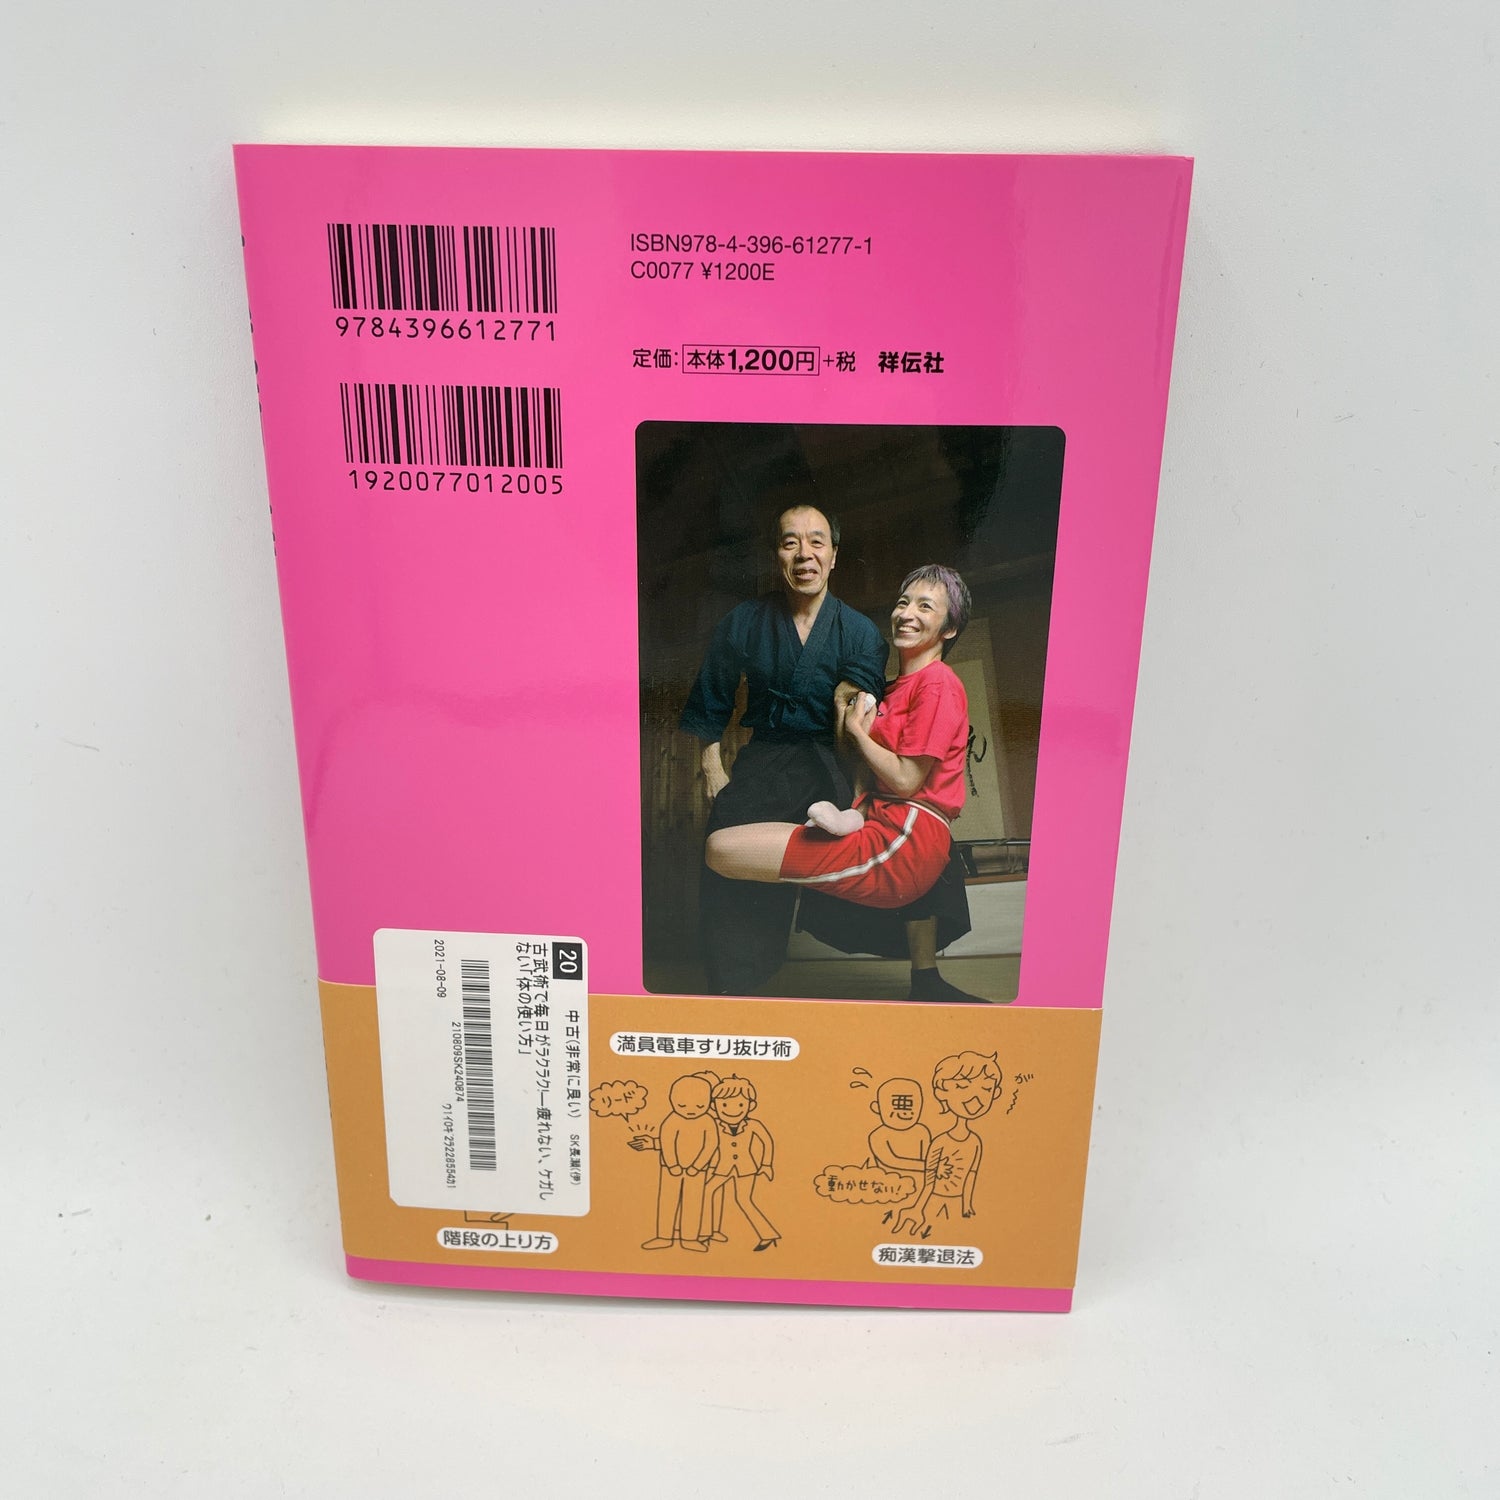 ISBN978-4-396-61277-1
C0077 ¥1200E
9784396612771
定価：本体1,200円+税 祥伝社
1920077012005
20
中古(非常に良い) SK長瀬(伊)
古武術で毎日がラクラク!―疲れない、ケガし
ない「体の使い方」
210809SK240874
2021-08-09
満員電車すり抜け術
リード
悪
が
動かせない!
階段の上り方
痴漢撃退法